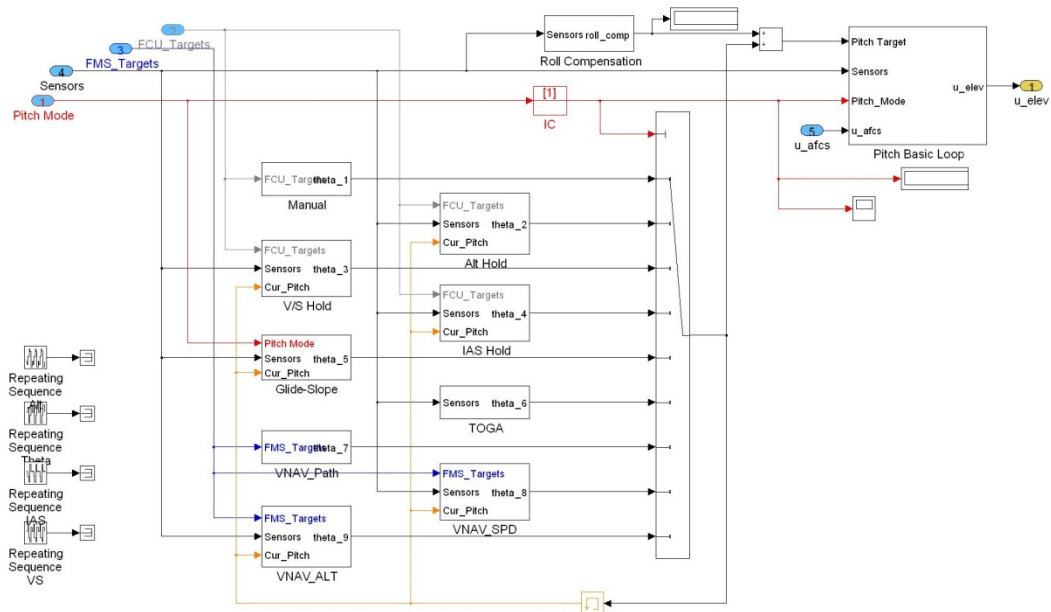 2
FCU_Targets
3
FMS_Targets
4
Sensors
1
Pitch Mode
Sensors roll_comp
Roll Compensation
+
+
[1]
IC
Pitch Target
Sensors
Pitch_Mode
u_afcs
u_elev
Pitch Basic Loop
1
u_elev
5
u_afcs
FCU_Targets theta_1
Manual
FCU_Targets
Sensors theta_2
Cur_Pitch
Alt Hold
FCU_Targets
Sensors theta_3
Cur_Pitch
V/S Hold
FCU_Targets
Sensors theta_4
Cur_Pitch
IAS Hold
Pitch Mode
Sensors theta_5
Cur_Pitch
Glide-Slope
Sensors theta_6
TOGA
FMS_Targets theta_7
VNAV_Path
FMS_Targets
Sensors theta_8
Cur_Pitch
VNAV_SPD
FMS_Targets
Sensors theta_9
Cur_Pitch
VNAV_ALT
Repeating
Sequence
Alt
Repeating
Sequence
Theta
Repeating
Sequence
IAS
Repeating
Sequence
VS